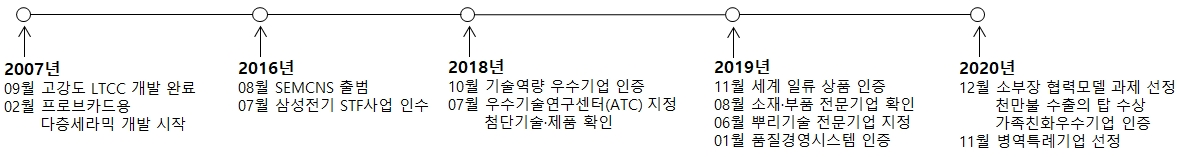 2007년
09월 고강도 LTCC 개발 완료
02월 프로브카드용
다층세라믹 개발 시작
2016년
08월 SEMCNS 출범
07월 삼성전기 STF사업 인수
2018년
10월 기술역량 우수기업 인증
07월 우수기술연구센터(ATC) 지정
첨단기술·제품 확인
2019년
11월 세계 일류 상품 인증
08월 소재·부품 전문기업 확인
06월 뿌리기술 전문기업 지정
01월 품질경영시스템 인증
2020년
12월 소부장 협력모델 과제 선정
천만불 수출의 탑 수상
가족친화우수기업 인증
11월 병역특례기업 선정